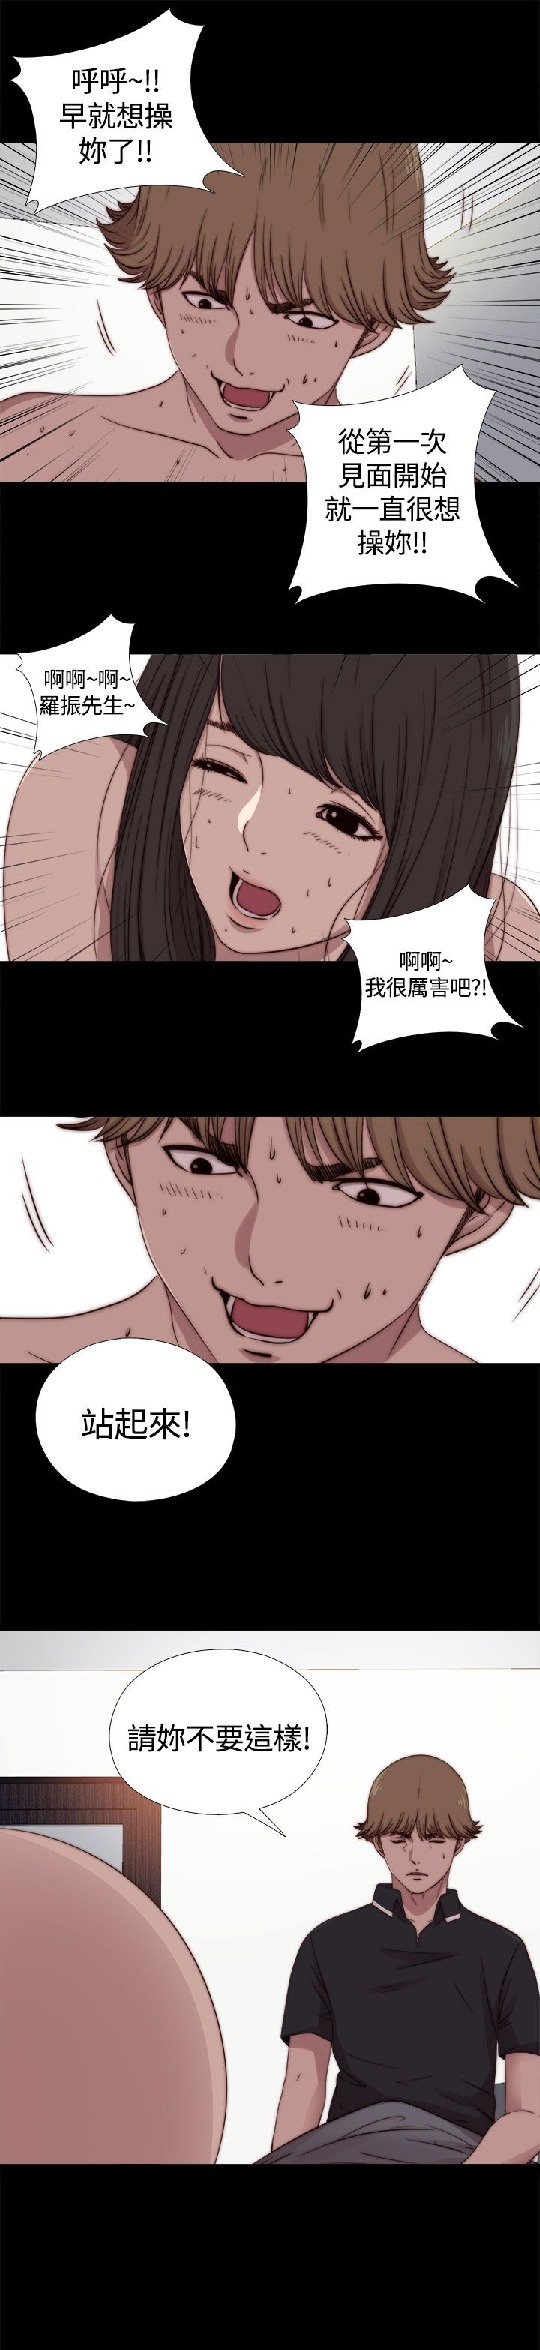 呼呼~!!
早就想操
妳了!!
從第一次
見面開始
就一直很想
操妳!!
啊啊~啊~
羅振先生~
啊啊~
我很厲害吧?!
站起來!
請妳不要這樣!